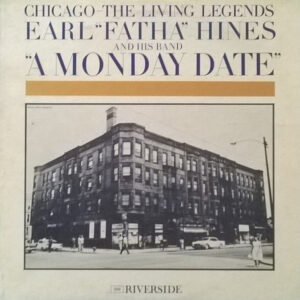 CHICAGO-THE LIVING LEGENDS
EARL "FATHA" HINES
AND HIS BAND
"A MONDAY DATE"
RIVERSIDE